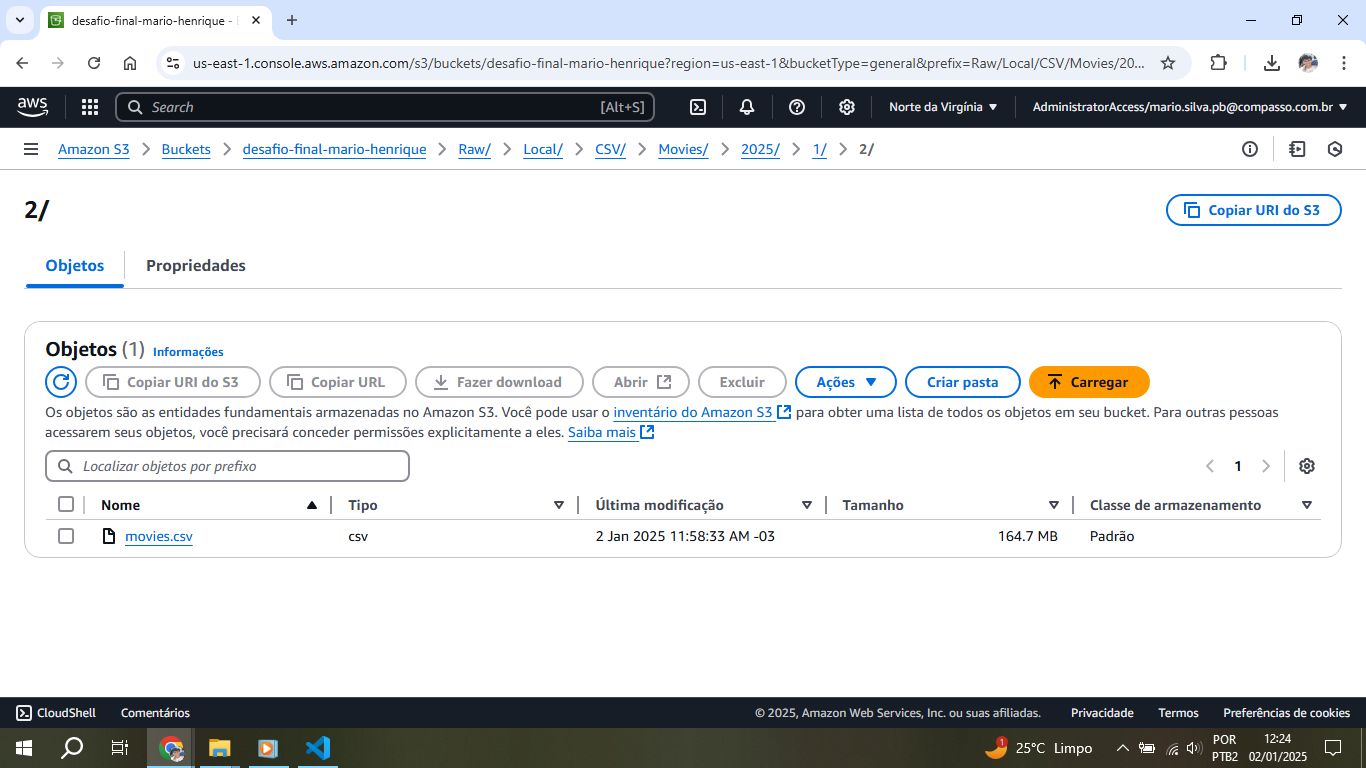 desafio-final-mario-henrique -
us-east-1.console.aws.amazon.com/s3/buckets/desafio-final-mario-henrique?region=us-east-1&bucketType=general&prefix=Raw/Local/CSV/Movies/20...
aws Search [Alt+S] Norte da Virgínia AdministratorAccess/mario.silva.pb@compasso.com.br
Amazon S3 Buckets desafio-final-mario-henrique Raw/ Local/ CSV/ Movies/ 2025/ 1/ 2/
2/
Copiar URI do S3
Objetos Propriedades
Objetos (1) Informações
Copiar URI do S3 Copiar URL Fazer download Abrir Excluir Ações Criar pasta Carregar
Os objetos são as entidades fundamentais armazenadas no Amazon S3. Você pode usar o inventário do Amazon S3 para obter uma lista de todos os objetos em seu bucket. Para outras pessoas
acessarem seus objetos, você precisará conceder permissões explicitamente a eles. Saiba mais
Localizar objetos por prefixo 1
Nome Tipo Última modificação Tamanho Classe de armazenamento
movies.csv csv 2 Jan 2025 11:58:33 AM -03 164.7 MB Padrão
CloudShell Comentários © 2025, Amazon Web Services, Inc. ou suas afiliadas. Privacidade Termos Preferências de cookies
1 25°C Limpo POR 12:24
PTB2 02/01/2025